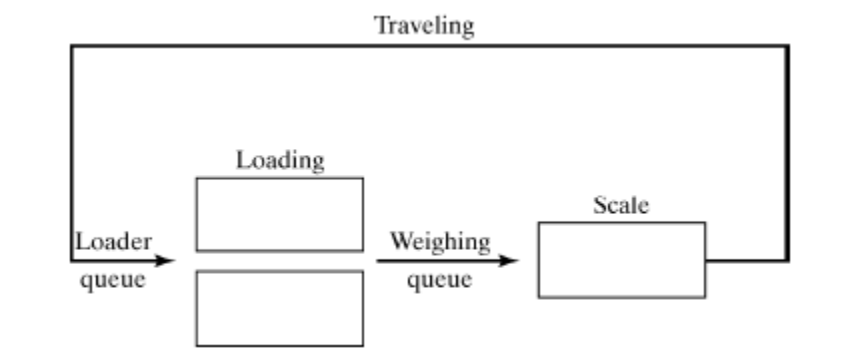 Traveling
Loading
Scale
Loader
queue
Weighing
queue